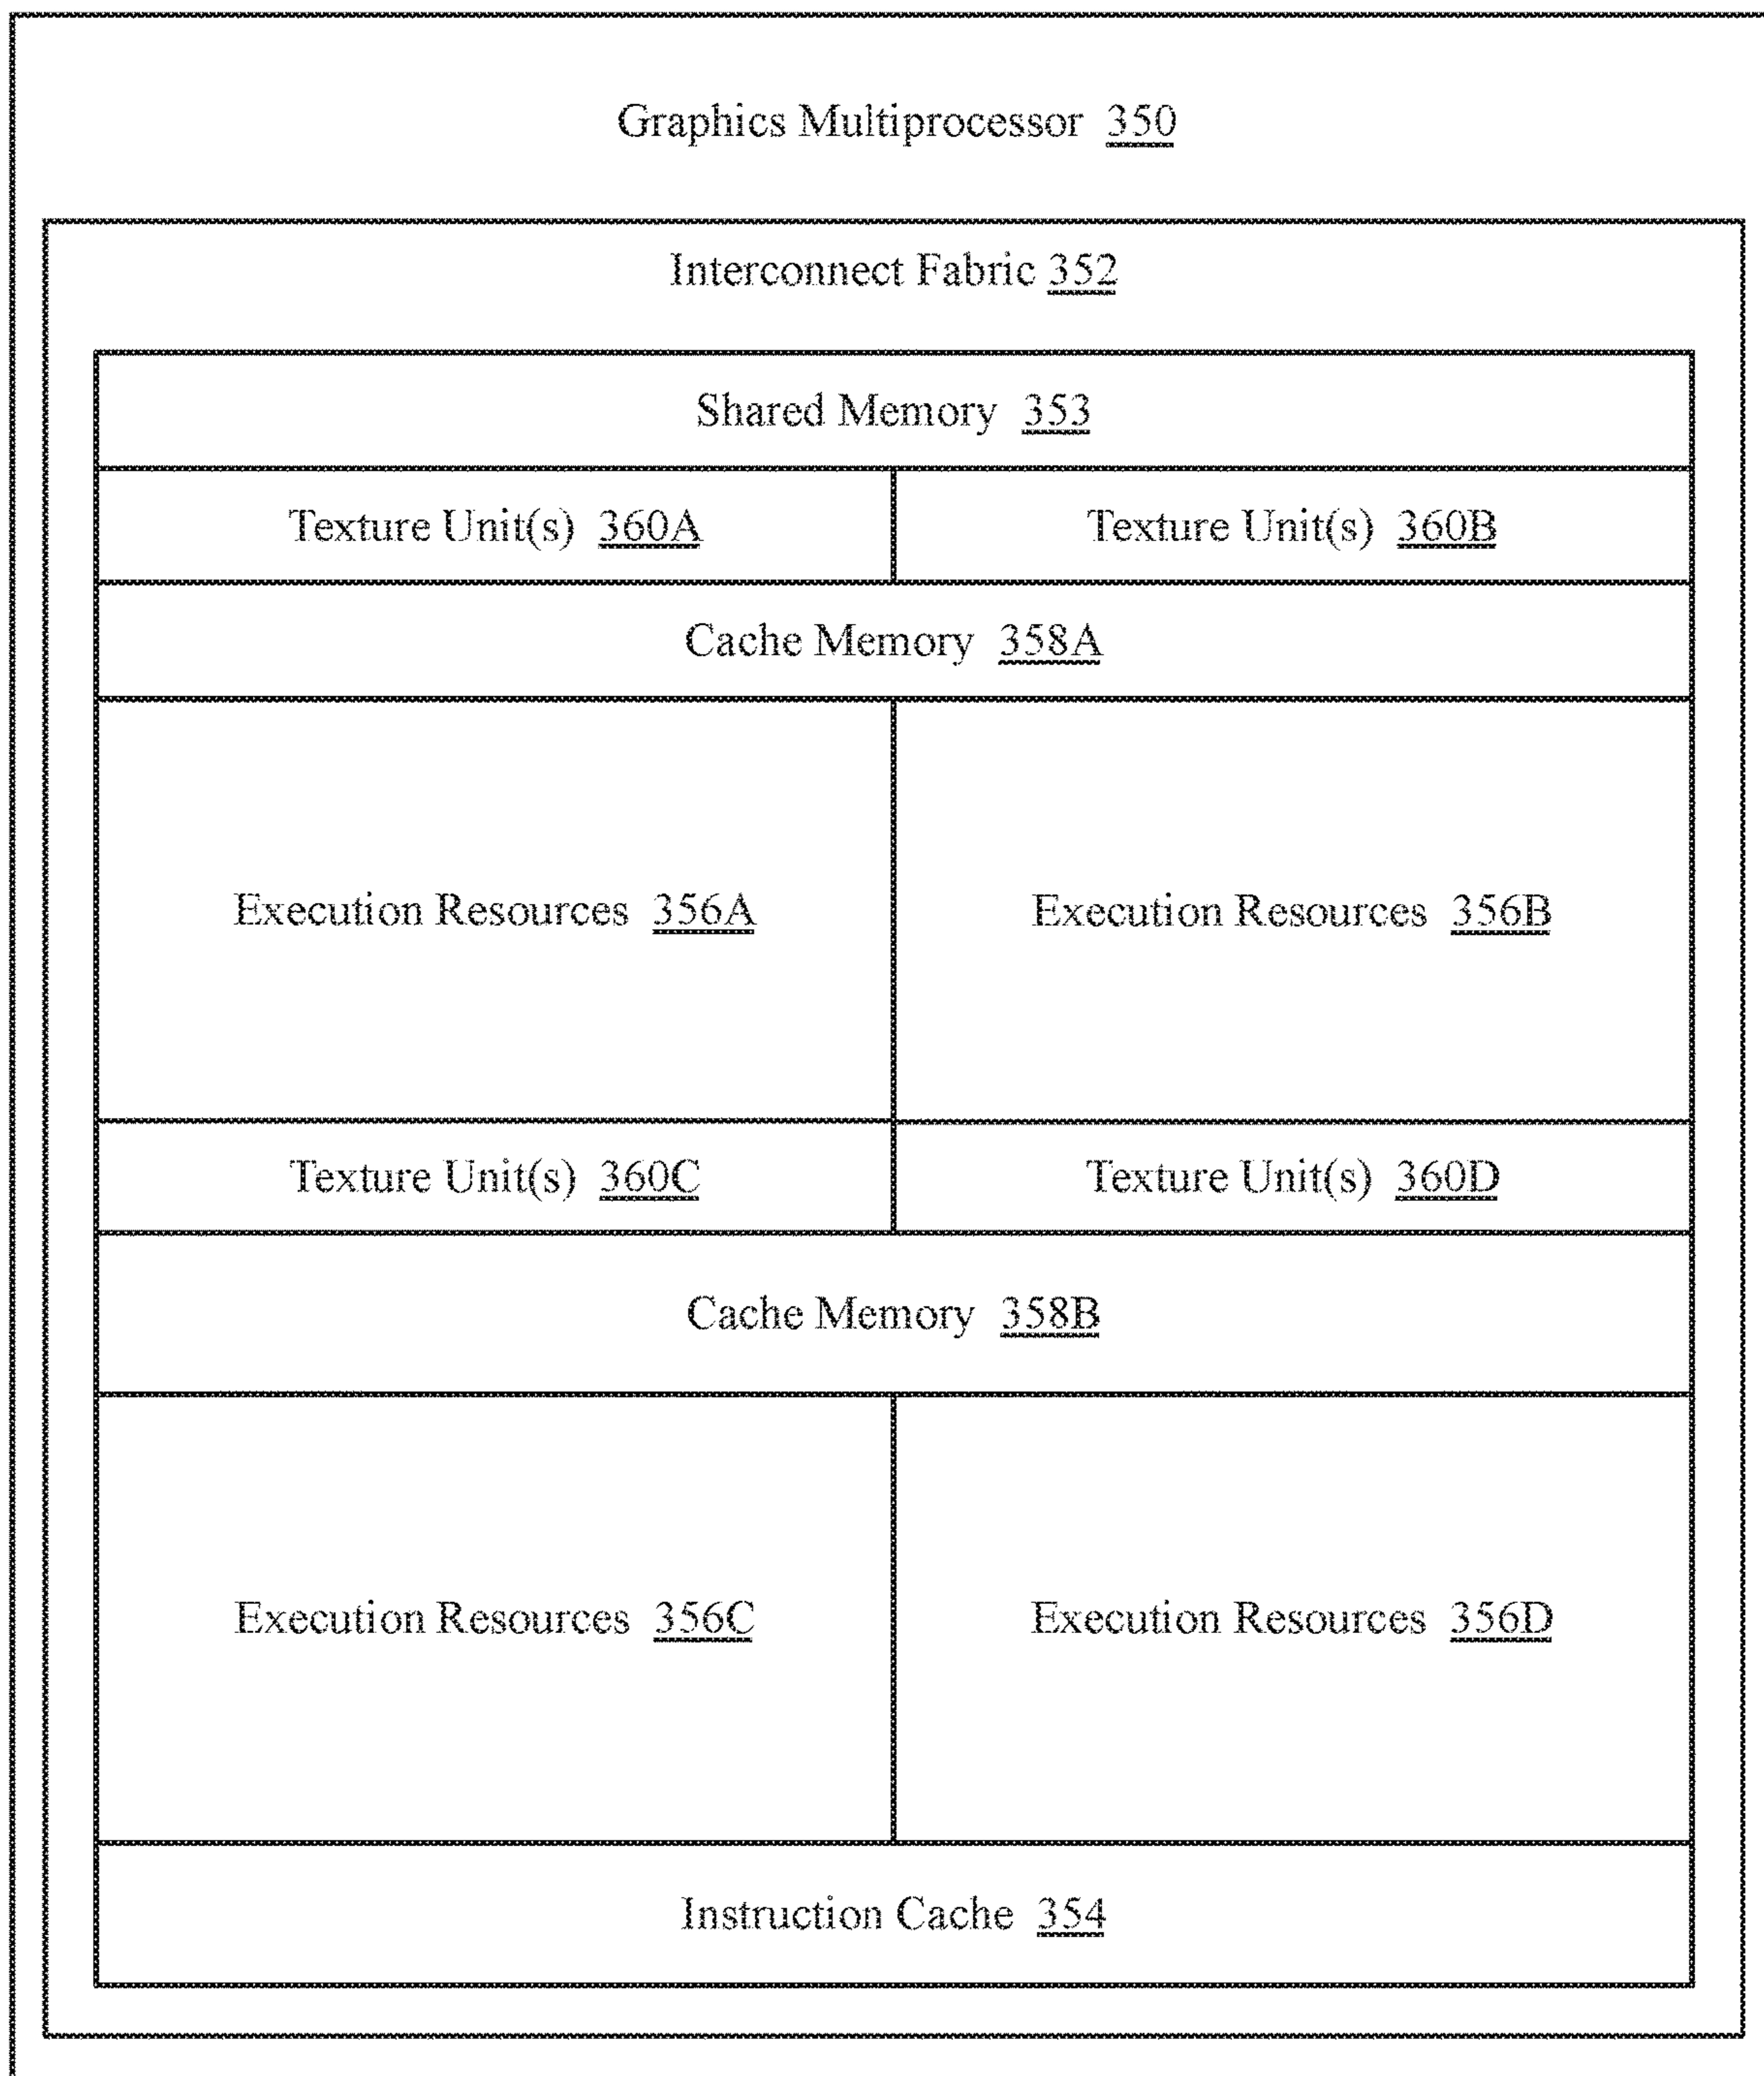 Graphics Multiprocessor 350
Interconnect Fabric 352
Shared Memory 353
Texture Unit(s) 360A
Texture Unit(s) 360B
Cache Memory 358A
Execution Resources 356A
Execution Resources 356B
Texture Unit(s) 360C
Texture Unit(s) 360D
Cache Memory 358B
Execution Resources 356C
Execution Resources 356D
Instruction Cache 354